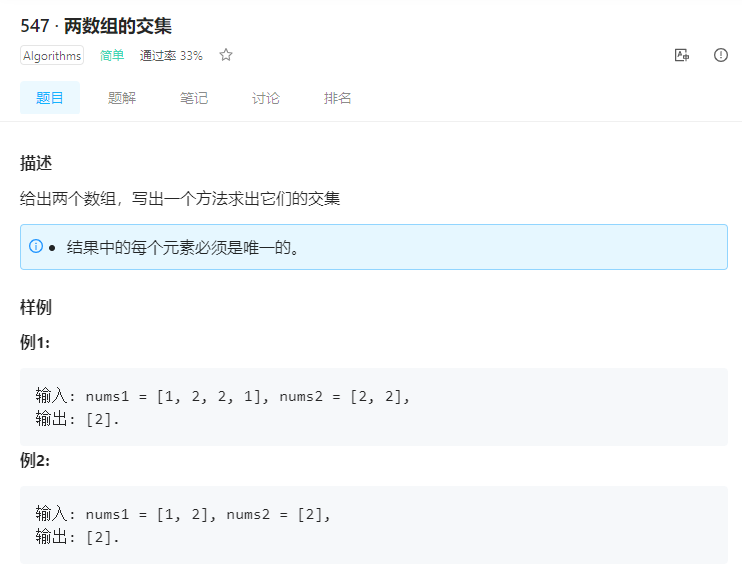 547 · 两数组的交集
Algorithms 简单 通过率 33%
题目 题解 笔记 讨论 排名
描述
给出两个数组，写出一个方法求出它们的交集
● 结果中的每个元素必须是唯一的。
样例
例1:
输入: nums1 = [1, 2, 2, 1], nums2 = [2, 2],
输出: [2].
例2:
输入: nums1 = [1, 2], nums2 = [2],
输出: [2].